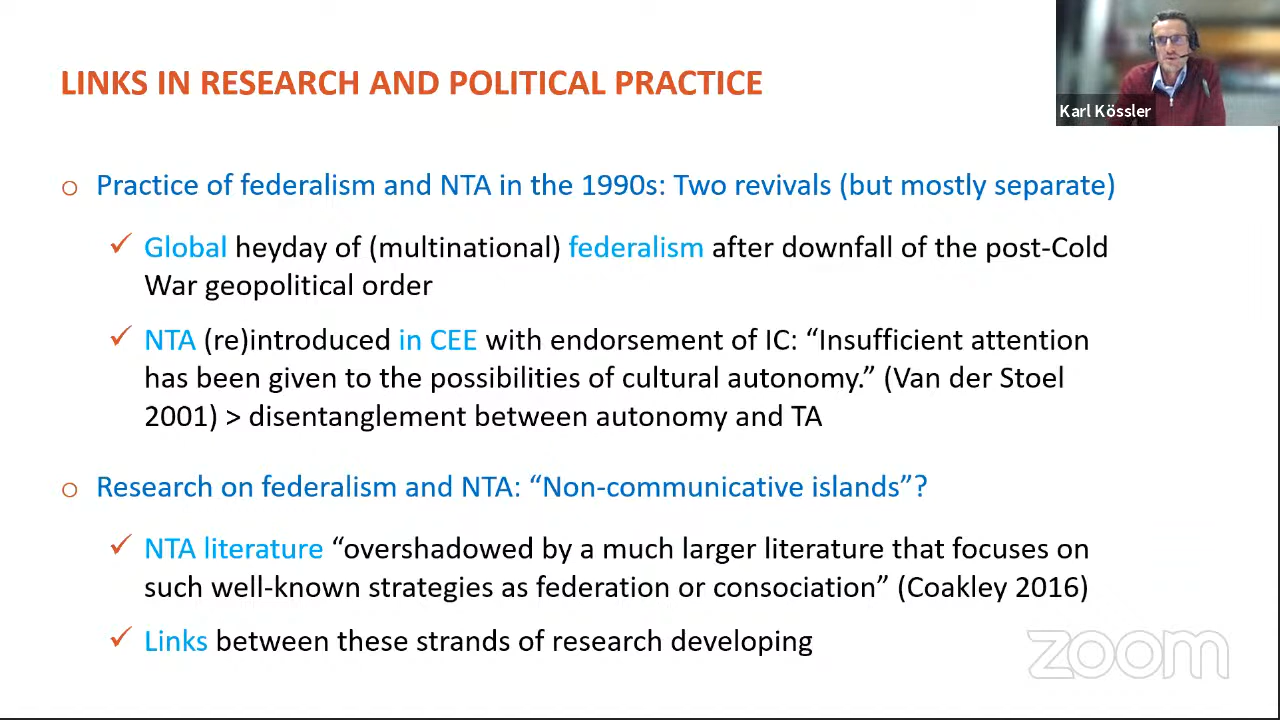 LINKS IN RESEARCH AND POLITICAL PRACTICE
Karl Kössler
o Practice of federalism and NTA in the 1990s: Two revivals (but mostly separate)
✓ Global heyday of (multinational) federalism after downfall of the post-Cold
War geopolitical order
✓ NTA (re)introduced in CEE with endorsement of IC: “Insufficient attention
has been given to the possibilities of cultural autonomy.” (Van der Stoel
2001) > disentanglement between autonomy and TA
o Research on federalism and NTA: “Non-communicative islands”?
✓ NTA literature “overshadowed by a much larger literature that focuses on
such well-known strategies as federation or consociation” (Coakley 2016)
✓ Links between these strands of research developing
zoom